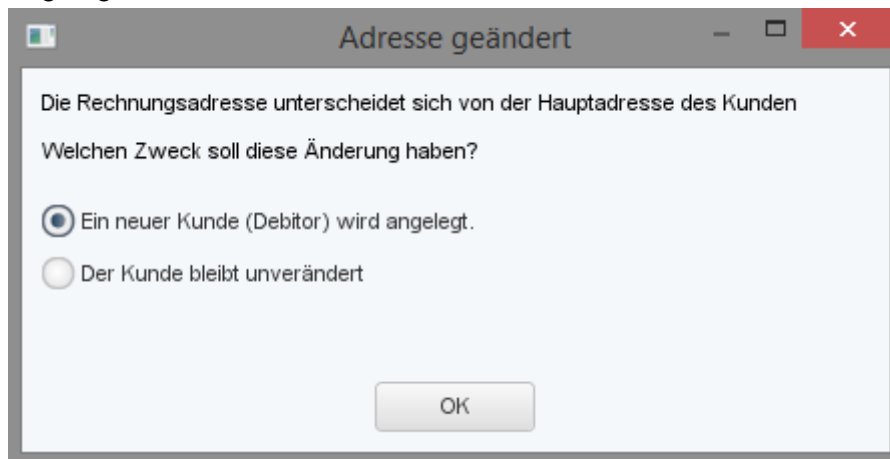 Adresse geändert
Die Rechnungsadresse unterscheidet sich von der Hauptadresse des Kunden
Welchen Zweck soll diese Änderung haben?
Ein neuer Kunde (Debitor) wird angelegt.
Der Kunde bleibt unverändert
OK